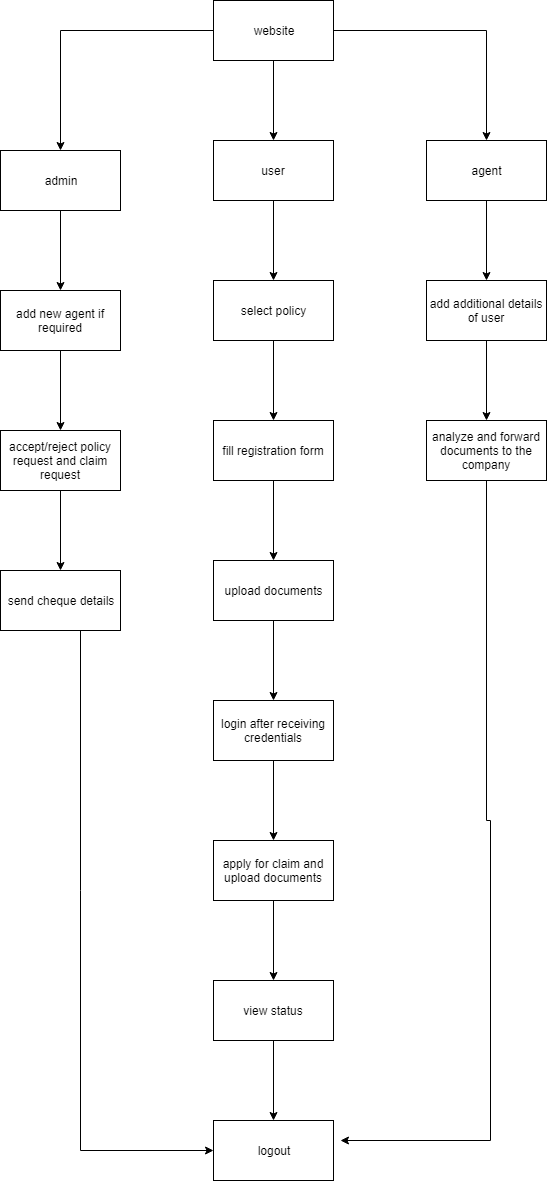 website
admin
user
agent
add new agent if
required
select policy
add additional details
of user
accept/reject policy
request and claim
request
fill registration form
analyze and forward
documents to the
company
send cheque details
upload documents
login after receiving
credentials
apply for claim and
upload documents
view status
logout